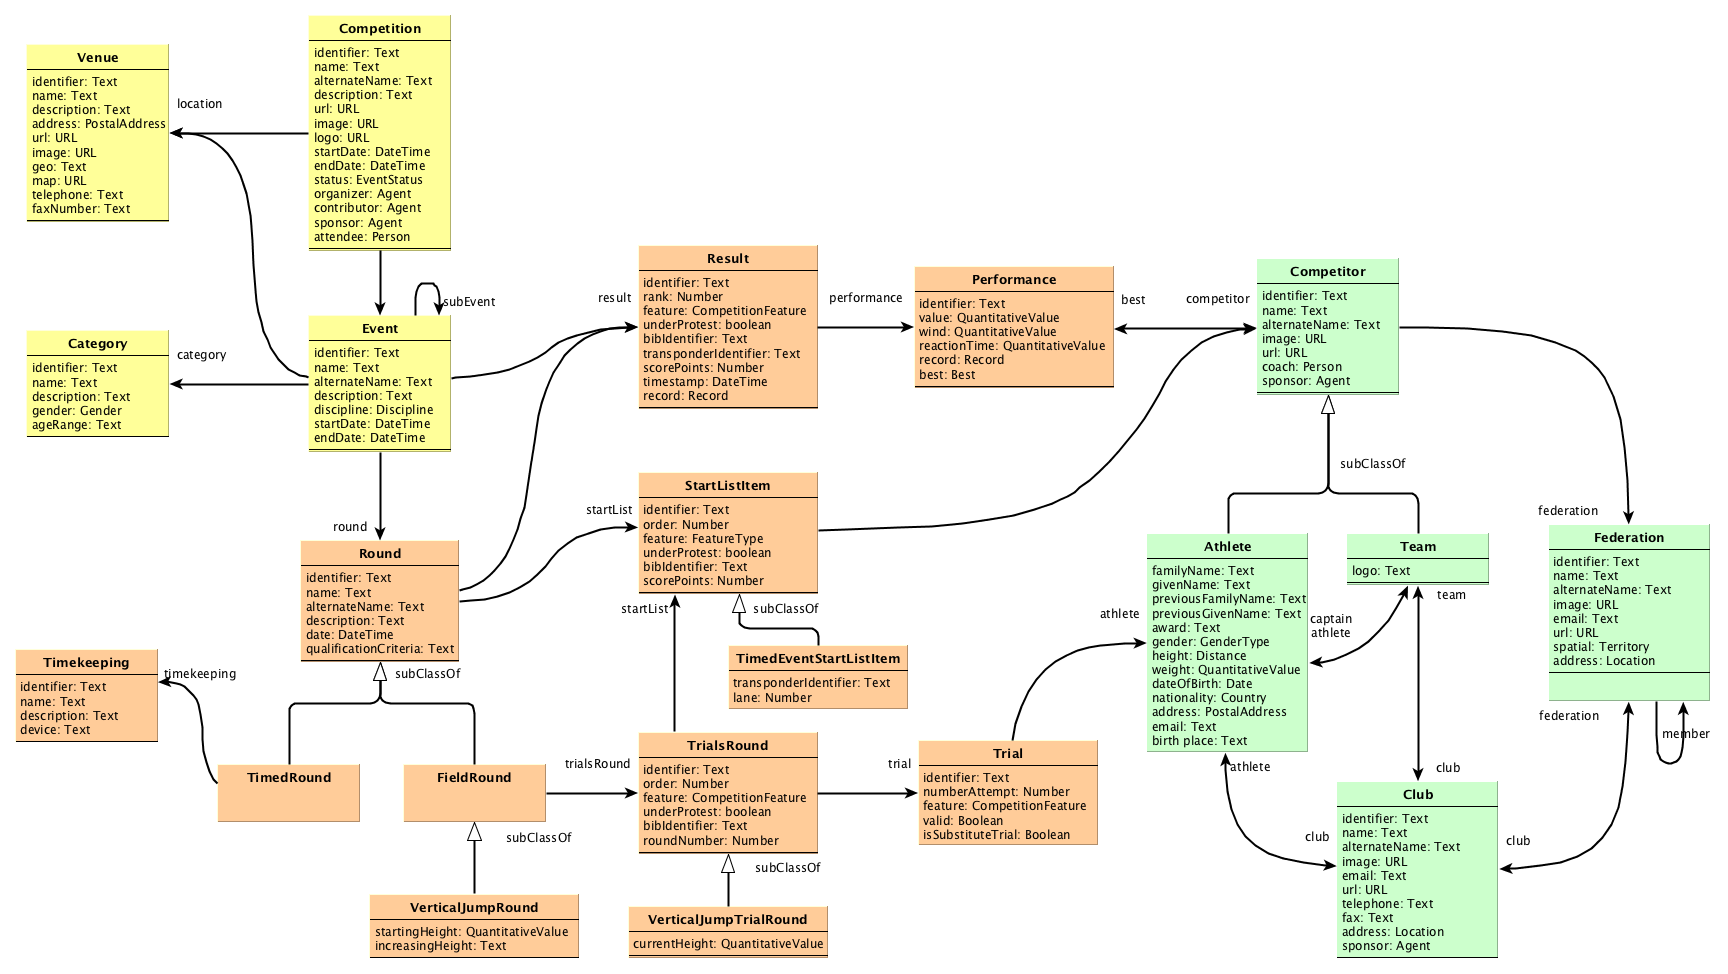 Competition
identifier: Text
name: Text
alternateName: Text
description: Text
url: URL
image: URL
logo: URL
startDate: DateTime
endDate: DateTime
status: EventStatus
organizer: Agent
contributor: Agent
sponsor: Agent
attendee: Person
Venue
identifier: Text
name: Text
description: Text
address: PostalAddress
url: URL
image: URL
geo: Text
map: URL
telephone: Text
faxNumber: Text
location
subEvent
Event
identifier: Text
name: Text
alternateName: Text
description: Text
discipline: Discipline
startDate: DateTime
endDate: DateTime
Category
identifier: Text
name: Text
description: Text
gender: Gender
ageRange: Text
category
result
Result
identifier: Text
rank: Number
feature: CompetitionFeature
underProtest: boolean
bibIdentifier: Text
transponderIdentifier: Text
scorePoints: Number
timestamp: DateTime
record: Record
performance
Performance
identifier: Text
value: QuantitativeValue
wind: QuantitativeValue
reactionTime: QuantitativeValue
record: Record
best: Best
best
competitor
Competitor
identifier: Text
name: Text
alternateName: Text
image: URL
url: URL
coach: Person
sponsor: Agent
subClassOf
federation
round
Round
identifier: Text
name: Text
alternateName: Text
description: Text
date: DateTime
qualificationCriteria: Text
startList
StartListItem
identifier: Text
order: Number
feature: FeatureType
underProtest: boolean
bibIdentifier: Text
scorePoints: Number
startList
subClassOf
TimedEventStartListItem
transponderIdentifier: Text
lane: Number
Athlete
familyName: Text
givenName: Text
previousFamilyName: Text
previousGivenName: Text
award: Text
gender: GenderType
height: Distance
weight: QuantitativeValue
dateOfBirth: Date
nationality: Country
address: PostalAddress
email: Text
birth place: Text
athlete
Team
logo: Text
team
captain
athlete
Federation
identifier: Text
name: Text
alternateName: Text
image: URL
email: Text
url: URL
spatial: Territory
address: Location
federation
member
Timekeeping
identifier: Text
name: Text
description: Text
device: Text
timekeeping
subClassOf
TimedRound
FieldRound
subClassOf
trialsRound
TrialsRound
identifier: Text
order: Number
feature: CompetitionFeature
underProtest: boolean
bibIdentifier: Text
roundNumber: Number
subClassOf
trial
Trial
identifier: Text
numberAttempt: Number
feature: CompetitionFeature
valid: Boolean
isSubstituteTrial: Boolean
athlete
club
club
club
Club
identifier: Text
name: Text
alternateName: Text
image: URL
email: Text
url: URL
telephone: Text
fax: Text
address: Location
sponsor: Agent
VerticalJumpRound
startingHeight: QuantitativeValue
increasingHeight: Text
VerticalJumpTrialRound
currentHeight: QuantitativeValue